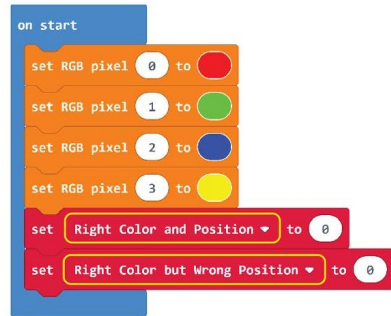 on start
set RGB pixel 0 to
set RGB pixel 1 to
set RGB pixel 2 to
set RGB pixel 3 to
set Right Color and Position to 0
set Right Color but Wrong Position to 0